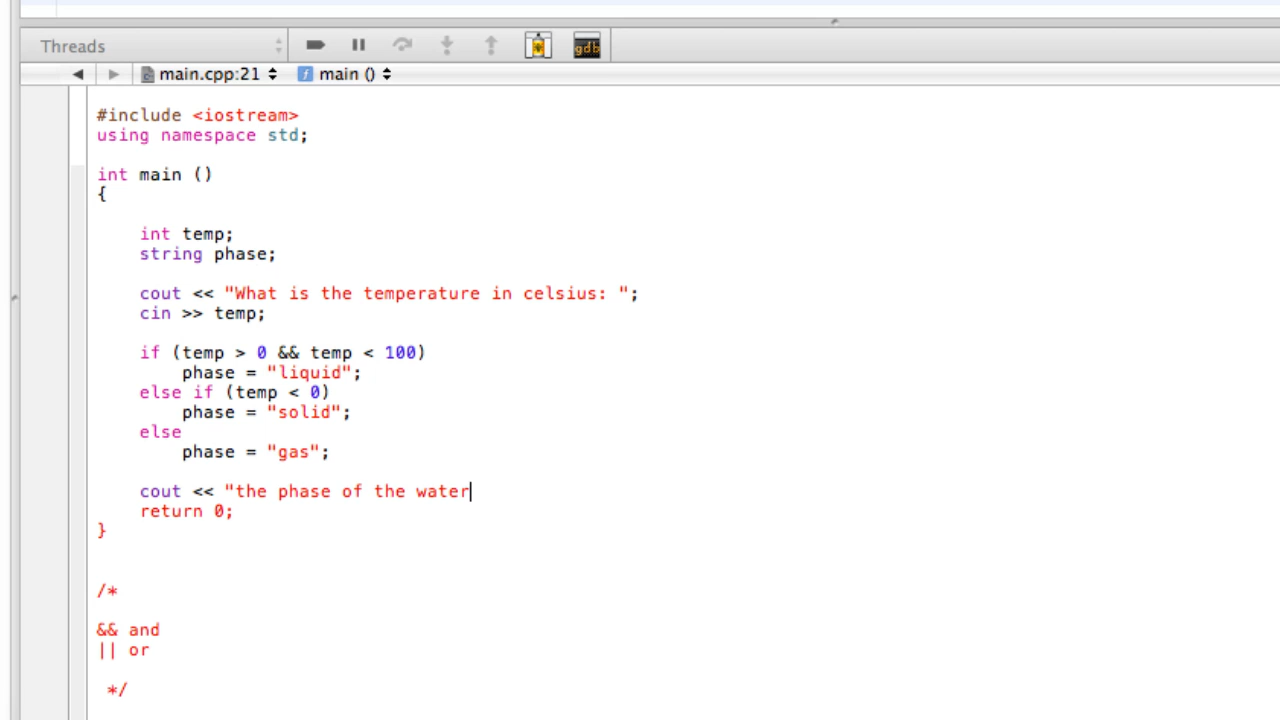 Threads
gdb
main.cpp:21 main ()
#include <iostream>
using namespace std;
int main ()
{
int temp;
string phase;
cout << "What is the temperature in celsius: ";
cin >> temp;
if (temp > 0 && temp < 100)
phase = "liquid";
else if (temp < 0)
phase = "solid";
else
phase = "gas";
cout << "the phase of the water
return 0;
}
/*
&& and
|| or
*/